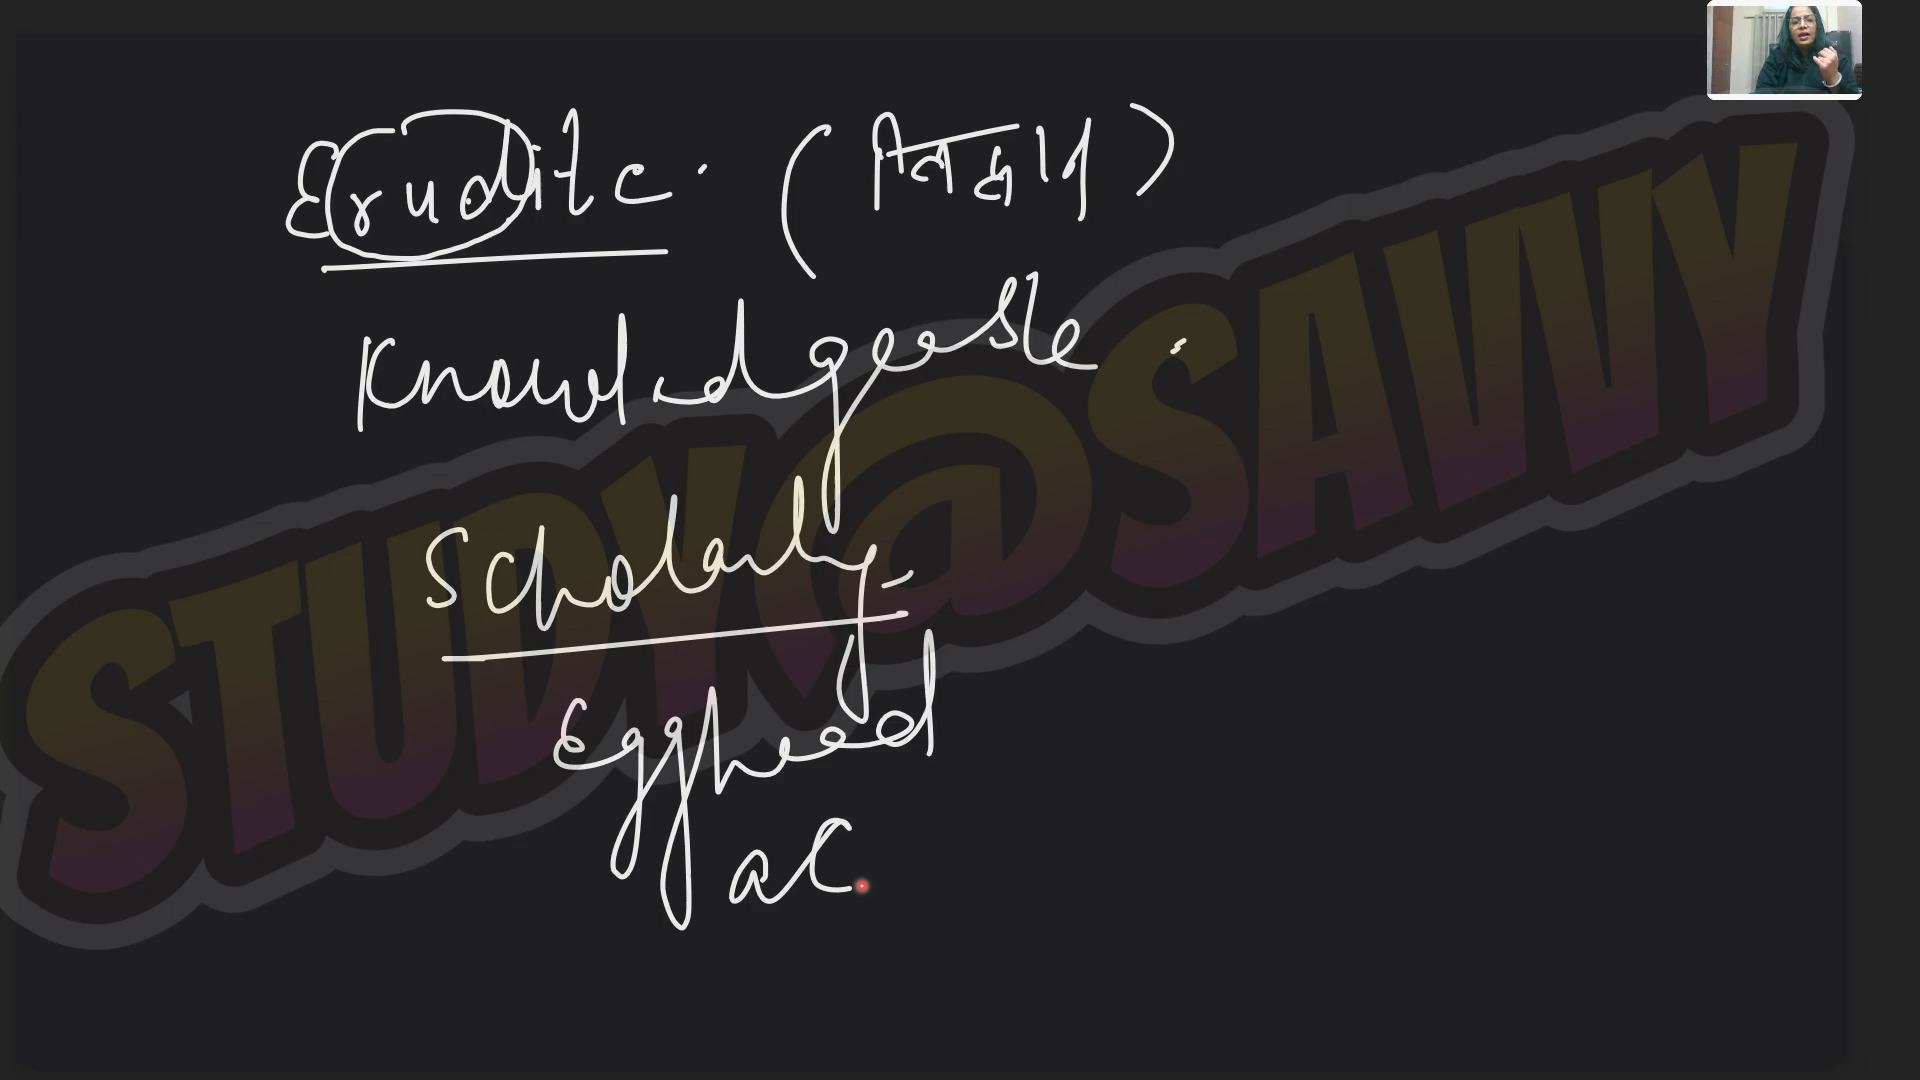 Erudite. (विद्वान)
Knowledgeable.
Scholarly
Egghead
ac
STUDY@SAVVY